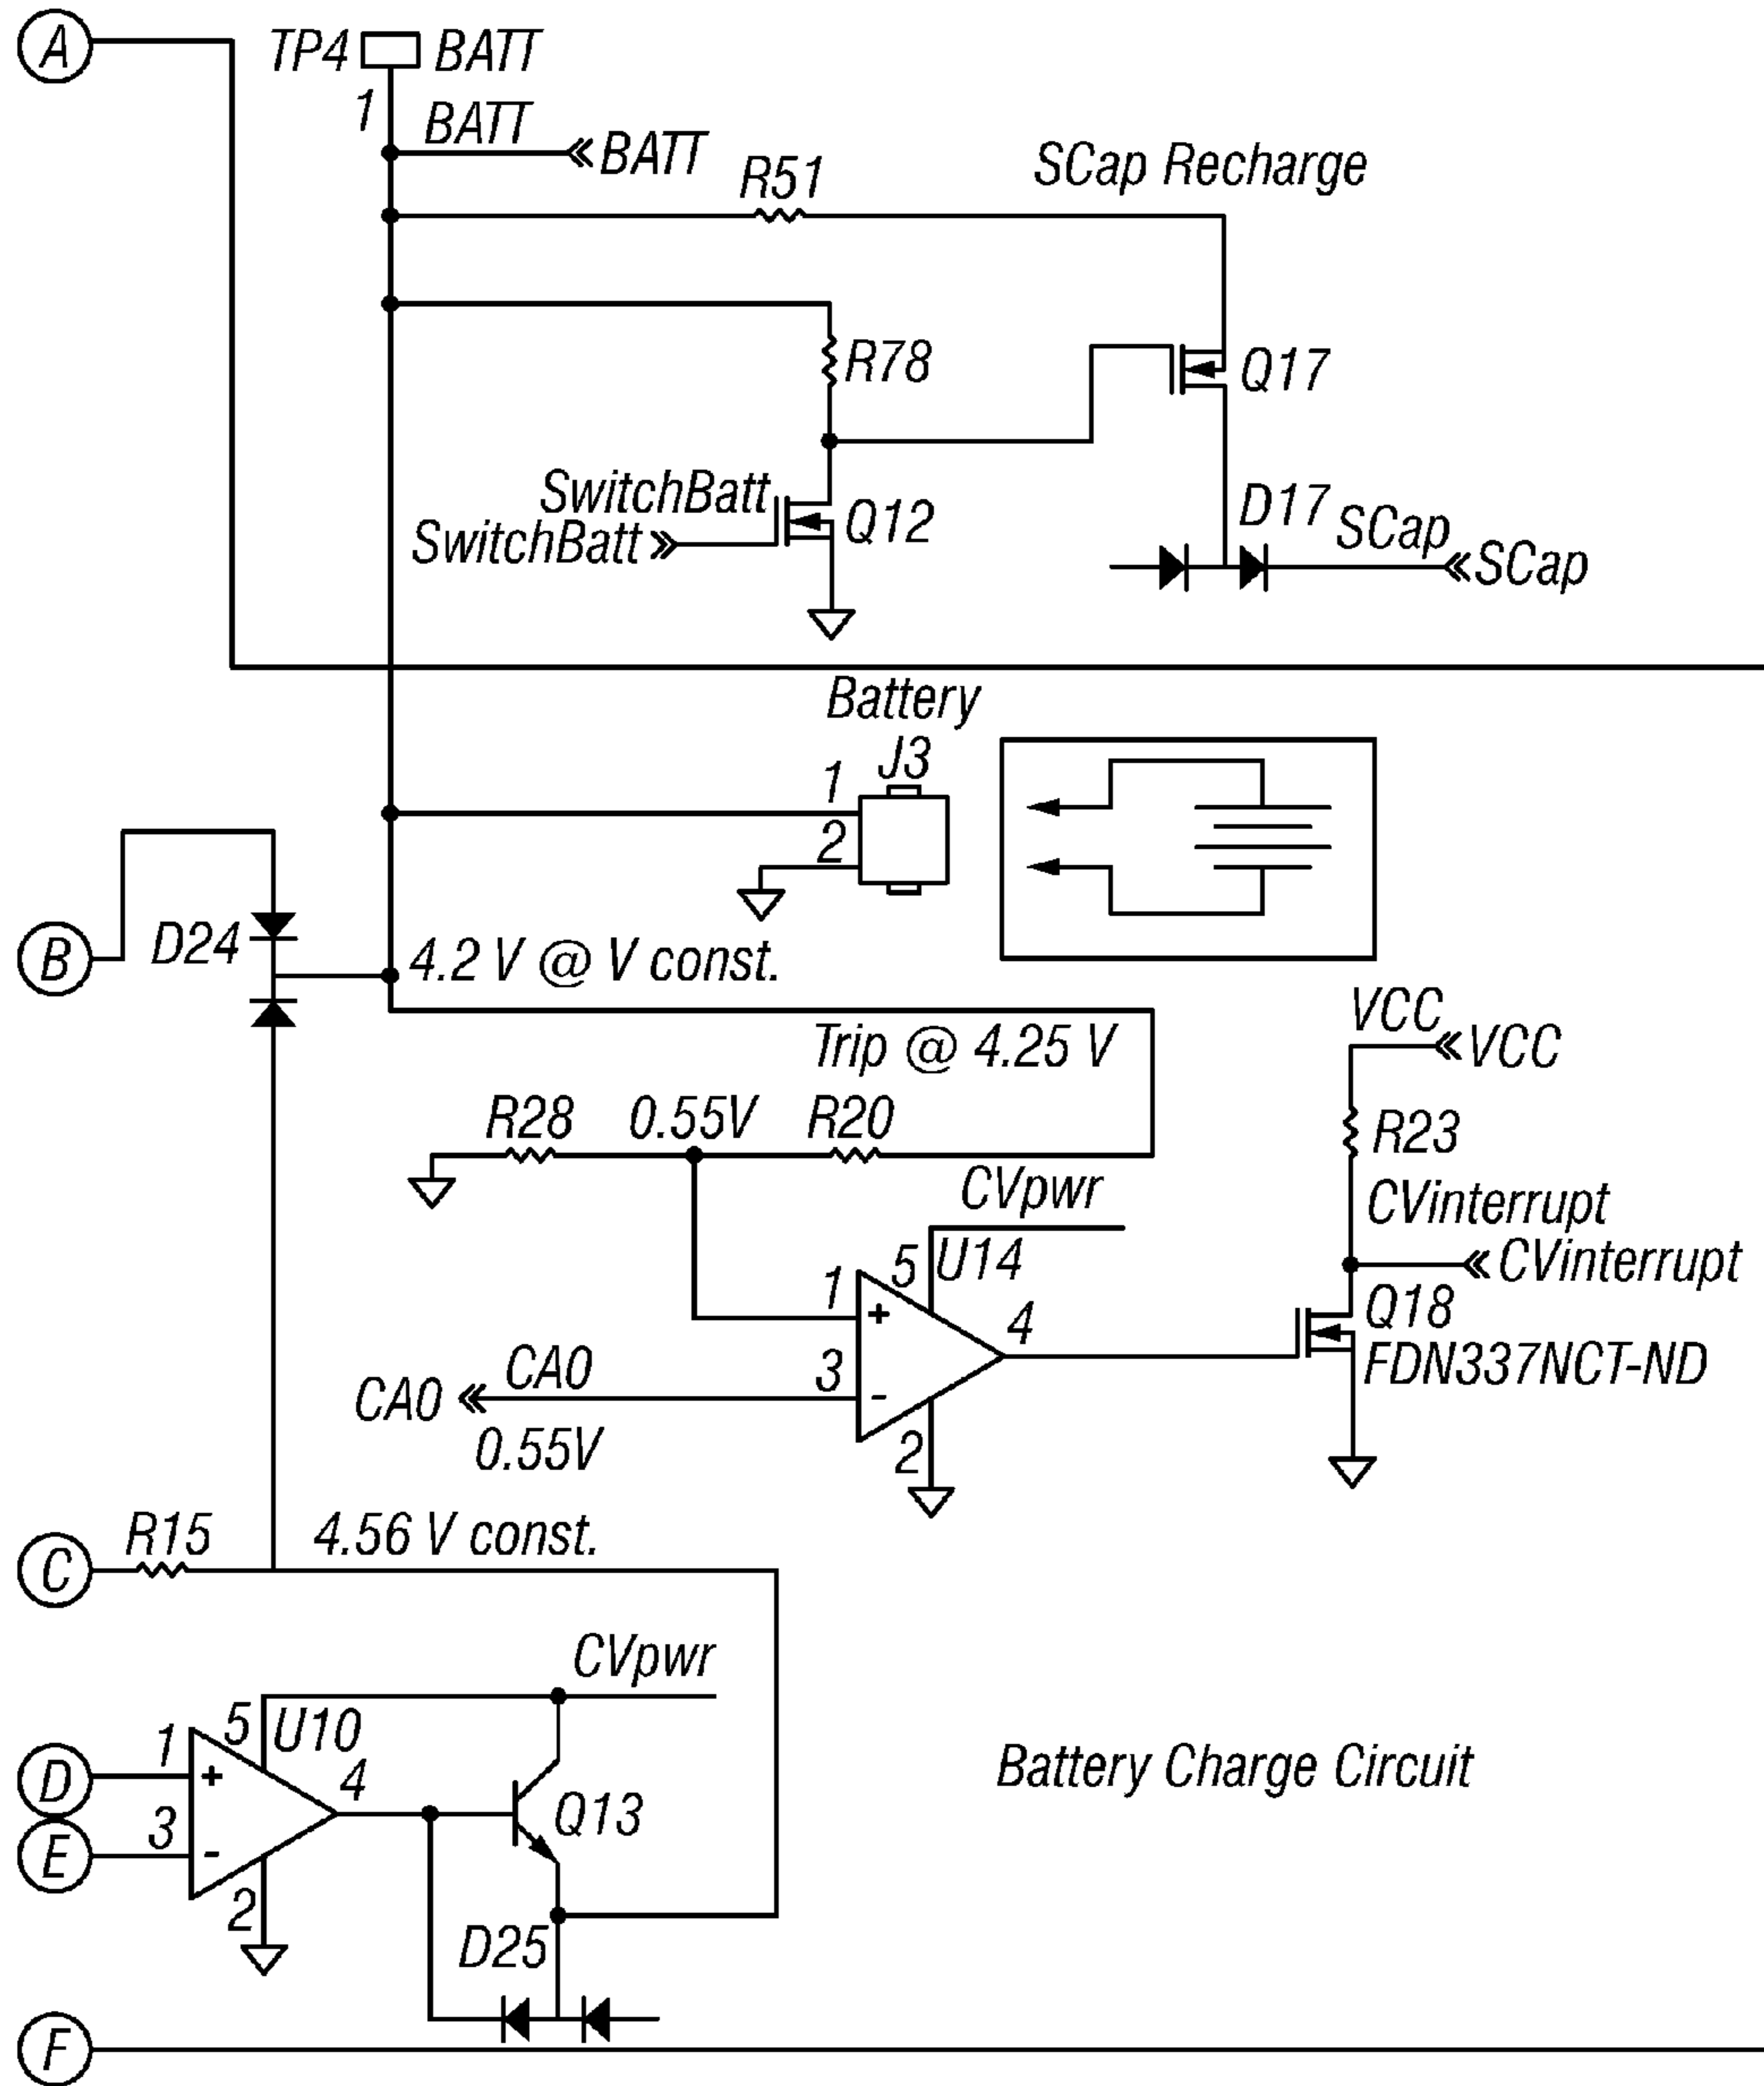 A
TP4 BATT
1
BATT
BATT
R51
SCap Recharge
R78
Q17
SwitchBatt
SwitchBatt
Q12
D17
SCap
SCap
Battery
J3
1
2
B
D24
4.2 V @ V const.
Trip @ 4.25 V
VCC
VCC
R28
0.55V
R20
R23
CVpwr
CVinterrupt
CVinterrupt
5
U14
1
+
4
Q18
FDN337NCT-ND
CA0
CA0
3
-
0.55V
2
C
R15
4.56 V const.
CVpwr
5
U10
D
1
+
4
Q13
Battery Charge Circuit
E
3
-
2
D25
F